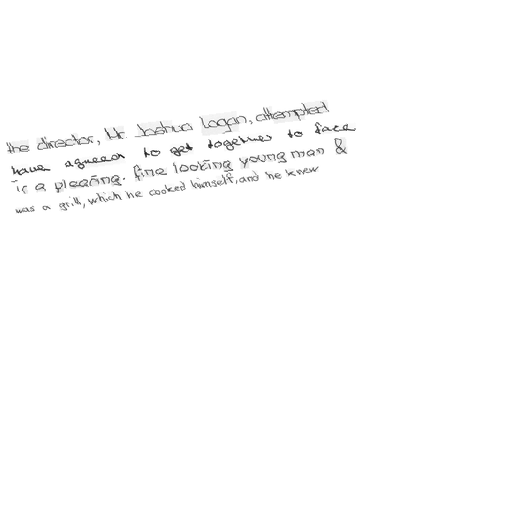 the director, Mr. Joshua Logan, attempted
have agreed to get together to face
is a pleasing, fine looking young man &
was a grill, which he cooked himself, and he knew